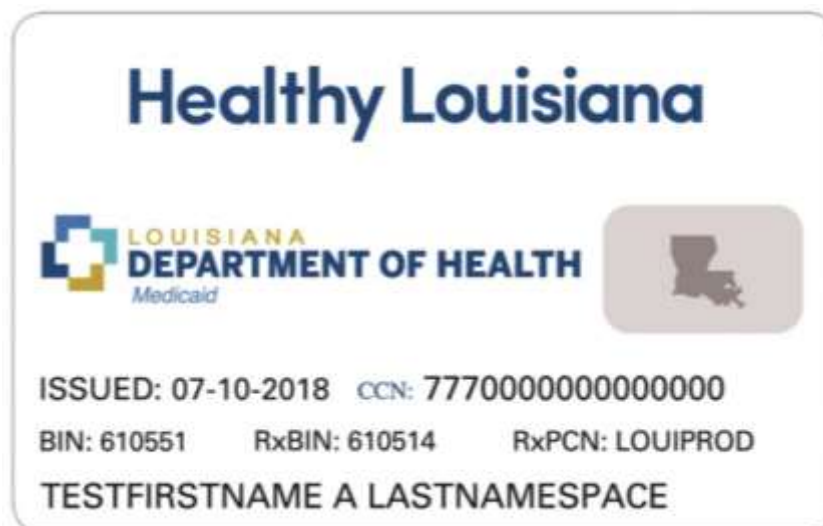 Healthy Louisiana
LOUISIANA
DEPARTMENT OF HEALTH
Medicaid
ISSUED: 07-10-2018 CCN: 7770000000000000
BIN: 610551 RxBIN: 610514 RxPCN: LOUIPROD
TESTFIRSTNAME A LASTNAMESPACE